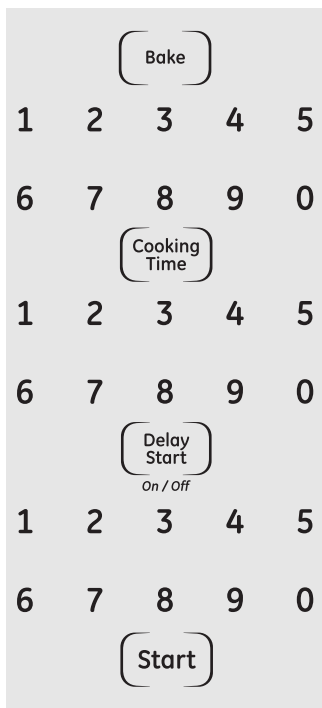 Bake
1 2 3 4 5
6 7 8 9 0
Cooking
Time
1 2 3 4 5
6 7 8 9 0
Delay
Start
On / Off
1 2 3 4 5
6 7 8 9 0
Start